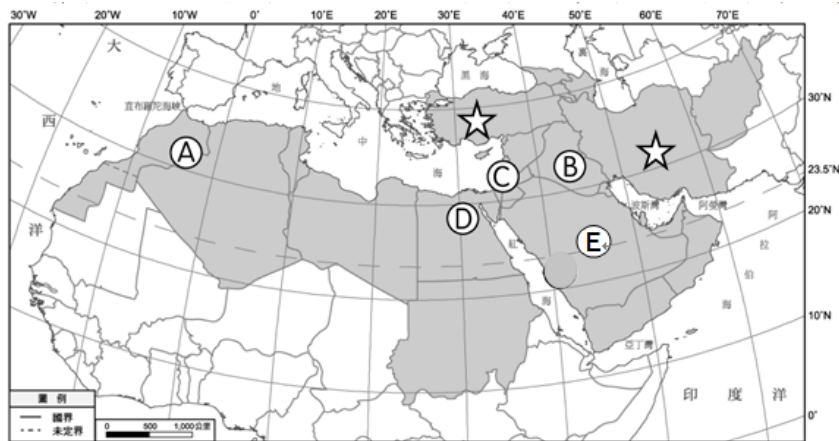 30°W
20°W
10°W
0°
10°E
20°E
30°E
40°E
50°E
60°E
70°E
大
西
洋
直布羅陀海峽
地
中
海
黑 海
裏
海
30°N
23.5°N
20°N
10°N
0°
A
B
C
D
E
紅
海
波斯灣
阿曼灣
阿
拉
伯
海
亞丁灣
印 度 洋
圖 例
國界
未定界
0 500 1,000公里